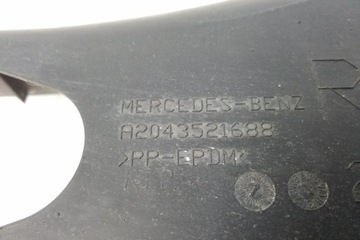 MERCEDES-BENZ
A2043521688
>PP-EPDM<
R